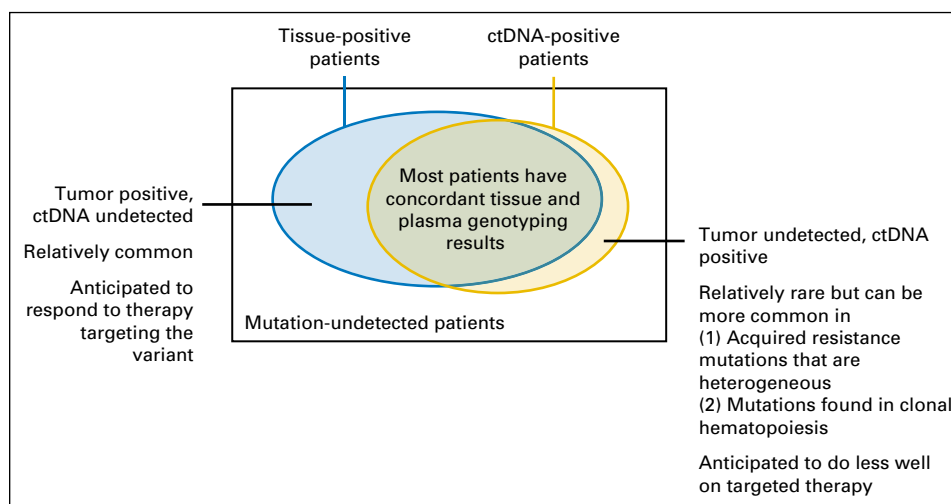 Tissue-positive
patients
ctDNA-positive
patients
Most patients have
concordant tissue and
plasma genotyping
results
Tumor positive,
ctDNA undetected
Relatively common
Anticipated to
respond to therapy
targeting the
variant
Mutation-undetected patients
Tumor undetected, ctDNA
positive
Relatively rare but can be
more common in
(1) Acquired resistance
mutations that are
heterogeneous
(2) Mutations found in clonal
hematopoiesis
Anticipated to do less well
on targeted therapy